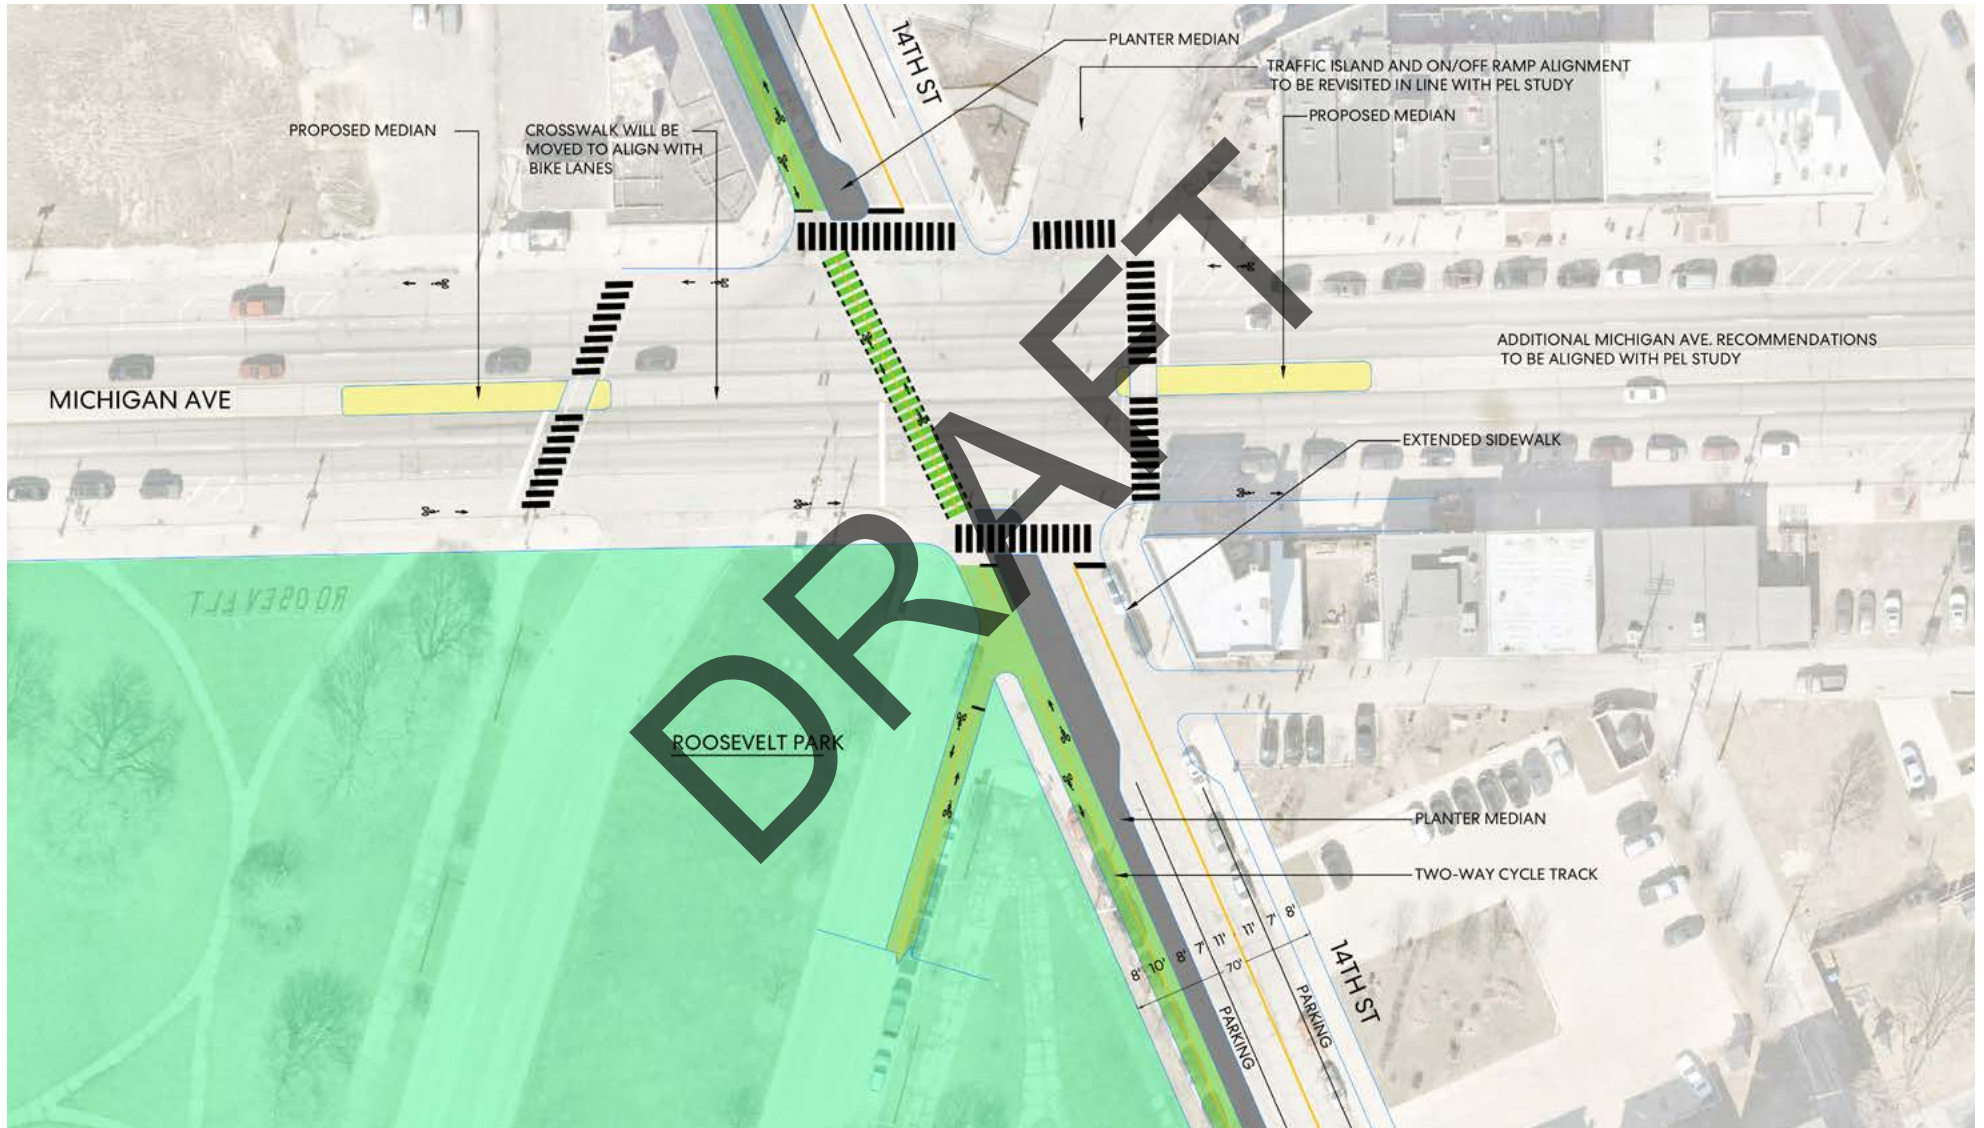 14TH ST
PLANTER MEDIAN
TRAFFIC ISLAND AND ON/OFF RAMP ALIGNMENT
TO BE REVISITED IN LINE WITH PEL STUDY
PROPOSED MEDIAN
PROPOSED MEDIAN
CROSSWALK WILL BE
MOVED TO ALIGN WITH
BIKE LANES
ADDITIONAL MICHIGAN AVE. RECOMMENDATIONS
TO BE ALIGNED WITH PEL STUDY
MICHIGAN AVE
EXTENDED SIDEWALK
DRAFT
ROOSEVELT
ROOSEVELT PARK
PLANTER MEDIAN
TWO-WAY CYCLE TRACK
8' 10' 8' 7' 11' 11' 7' 8'
70'
14TH ST
PARKING
PARKING